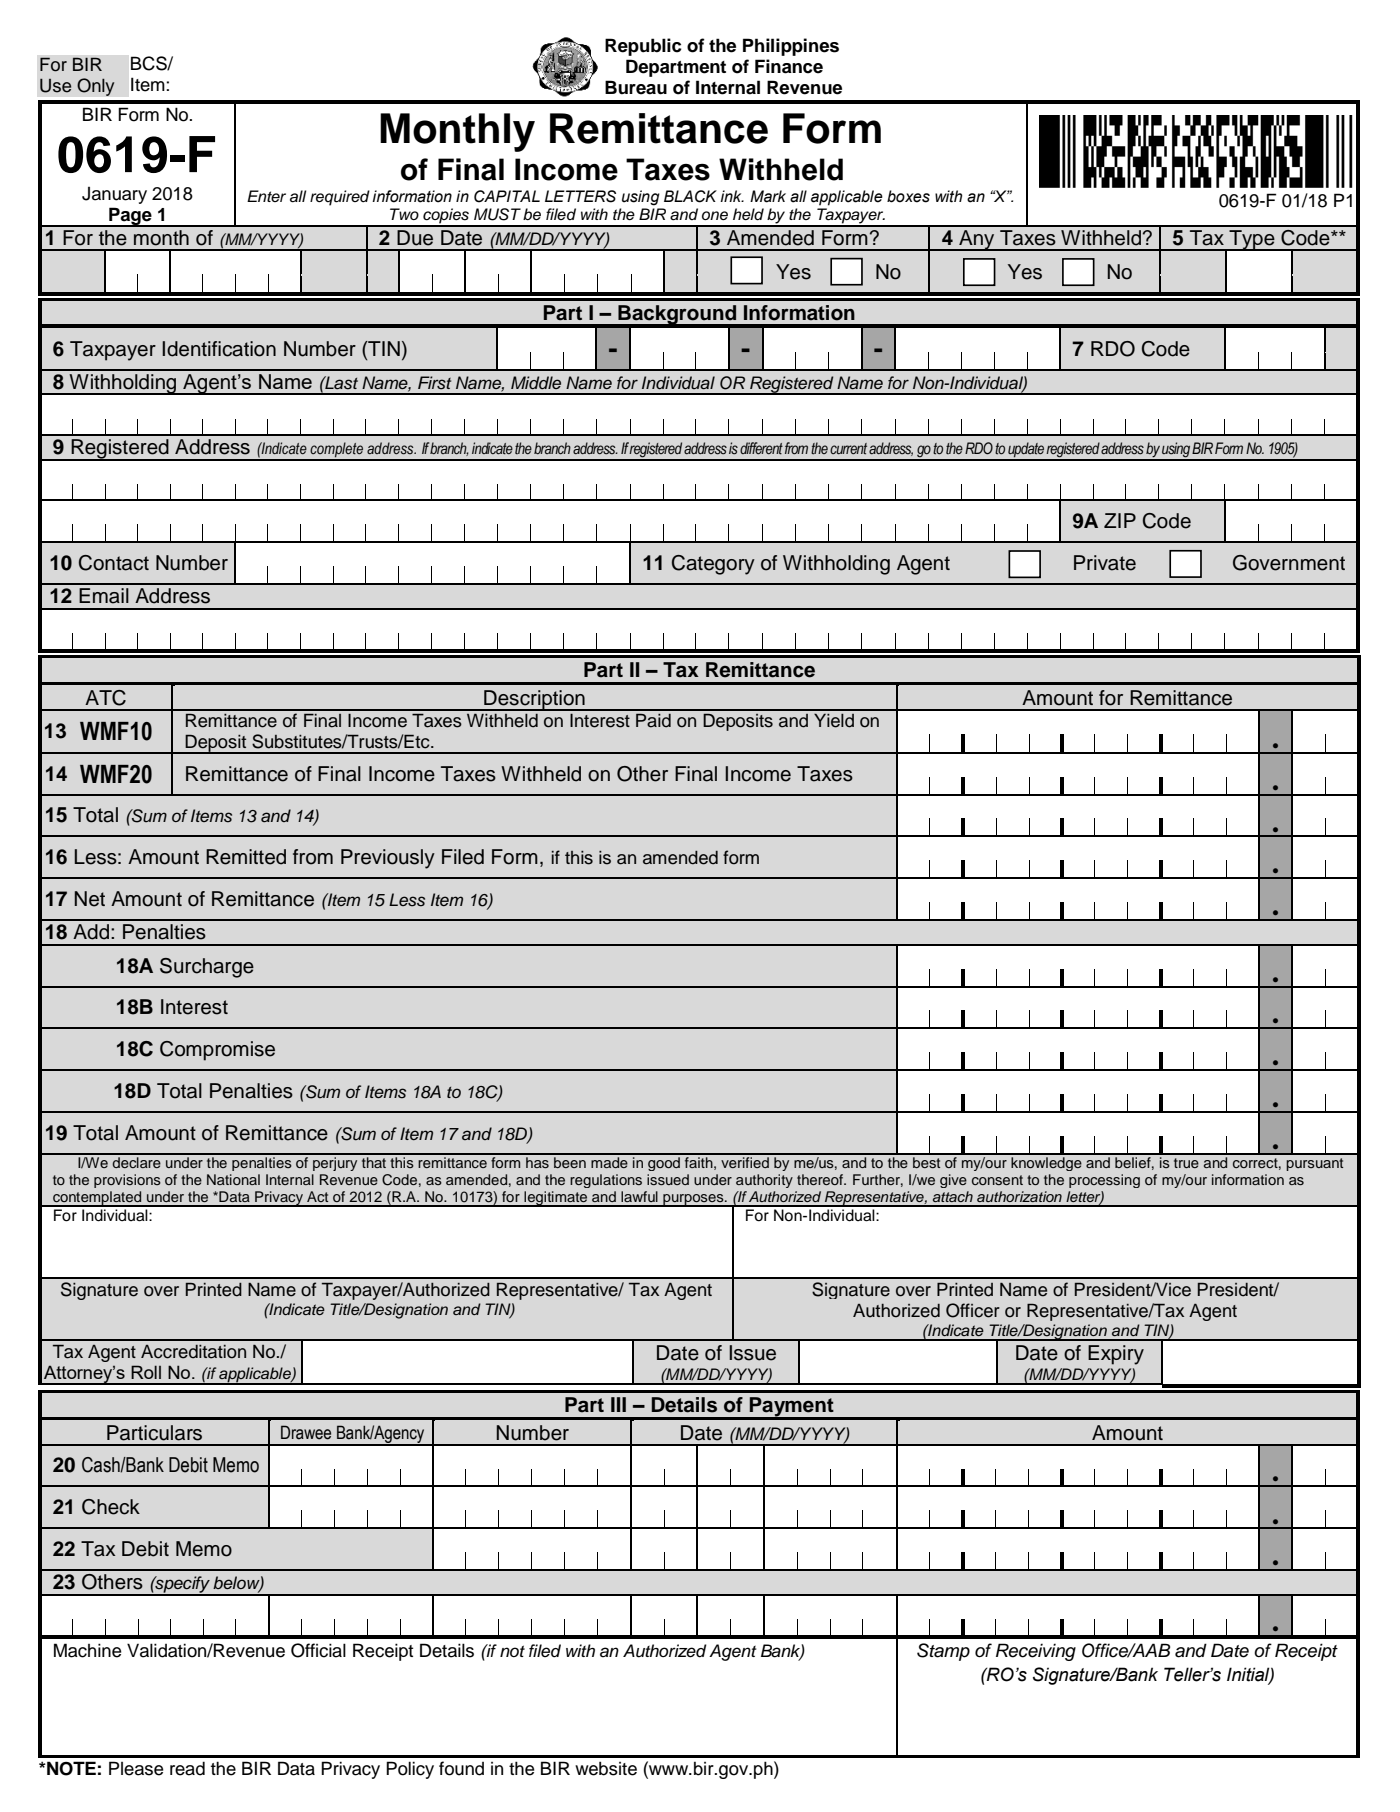 For BIR
Use Only
BCS/
Item:
Republic of the Philippines
Department of Finance
Bureau of Internal Revenue
BIR Form No.
0619-F
January 2018
Page 1
Monthly Remittance Form
of Final Income Taxes Withheld
Enter all required information in CAPITAL LETTERS using BLACK ink. Mark all applicable boxes with an “X”.
Two copies MUST be filed with the BIR and one held by the Taxpayer.
0619-F 01/18 P1
1 For the month of (MM/YYYY)
2 Due Date (MM/DD/YYYY)
3 Amended Form?
4 Any Taxes Withheld?
5 Tax Type Code**
Yes No
Yes No
Part I – Background Information
6 Taxpayer Identification Number (TIN) - - -
7 RDO Code
8 Withholding Agent’s Name (Last Name, First Name, Middle Name for Individual OR Registered Name for Non-Individual)
9 Registered Address (Indicate complete address. If branch, indicate the branch address. If registered address is different from the current address, go to the RDO to update registered address by using BIR Form No. 1905)
9A ZIP Code
10 Contact Number
11 Category of Withholding Agent Private Government
12 Email Address
Part II – Tax Remittance
ATC Description Amount for Remittance
13 WMF10 Remittance of Final Income Taxes Withheld on Interest Paid on Deposits and Yield on
Deposit Substitutes/Trusts/Etc. .
14 WMF20 Remittance of Final Income Taxes Withheld on Other Final Income Taxes .
15 Total (Sum of Items 13 and 14) .
16 Less: Amount Remitted from Previously Filed Form, if this is an amended form .
17 Net Amount of Remittance (Item 15 Less Item 16) .
18 Add: Penalties
18A Surcharge .
18B Interest .
18C Compromise .
18D Total Penalties (Sum of Items 18A to 18C) .
19 Total Amount of Remittance (Sum of Item 17 and 18D) .
I/We declare under the penalties of perjury that this remittance form has been made in good faith, verified by me/us, and to the best of my/our knowledge and belief, is true and correct, pursuant
to the provisions of the National Internal Revenue Code, as amended, and the regulations issued under authority thereof. Further, I/we give consent to the processing of my/our information as
contemplated under the *Data Privacy Act of 2012 (R.A. No. 10173) for legitimate and lawful purposes. (If Authorized Representative, attach authorization letter)
For Individual:
For Non-Individual:
Signature over Printed Name of Taxpayer/Authorized Representative/ Tax Agent
(Indicate Title/Designation and TIN)
Signature over Printed Name of President/Vice President/
Authorized Officer or Representative/Tax Agent
(Indicate Title/Designation and TIN)
Tax Agent Accreditation No./
Attorney’s Roll No. (if applicable)
Date of Issue
(MM/DD/YYYY)
Date of Expiry
(MM/DD/YYYY)
Part III – Details of Payment
Particulars Drawee Bank/Agency Number Date (MM/DD/YYYY) Amount
20 Cash/Bank Debit Memo .
21 Check .
22 Tax Debit Memo .
23 Others (specify below)
.
Machine Validation/Revenue Official Receipt Details (if not filed with an Authorized Agent Bank)
Stamp of Receiving Office/AAB and Date of Receipt
(RO’s Signature/Bank Teller’s Initial)
*NOTE: Please read the BIR Data Privacy Policy found in the BIR website (www.bir.gov.ph)